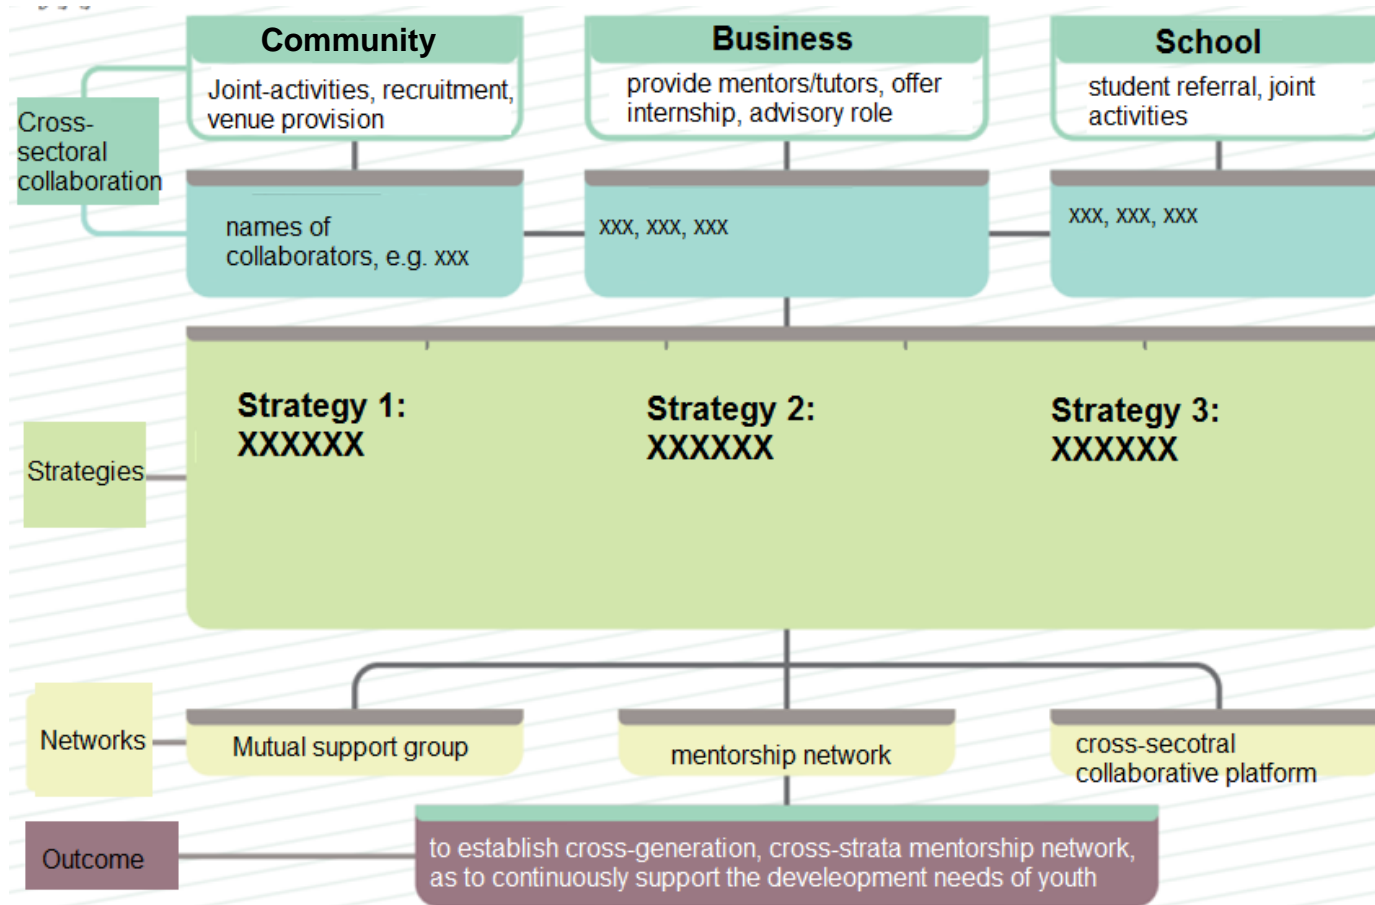 Community
Business
School
Joint-activities, recruitment,
venue provision
provide mentors/tutors, offer
internship, advisory role
student referral, joint
activities
Cross-
sectoral
collaboration
names of
collaborators, e.g. xxx
xxx, xxx, xxx
xxx, xxx, xxx
Strategies
Strategy 1:
XXXXXX
Strategy 2:
XXXXXX
Strategy 3:
XXXXXX
Networks
Mutual support group
mentorship network
cross-secotral
collaborative platform
Outcome
to establish cross-generation, cross-strata mentorship network,
as to continuously support the develeopment needs of youth